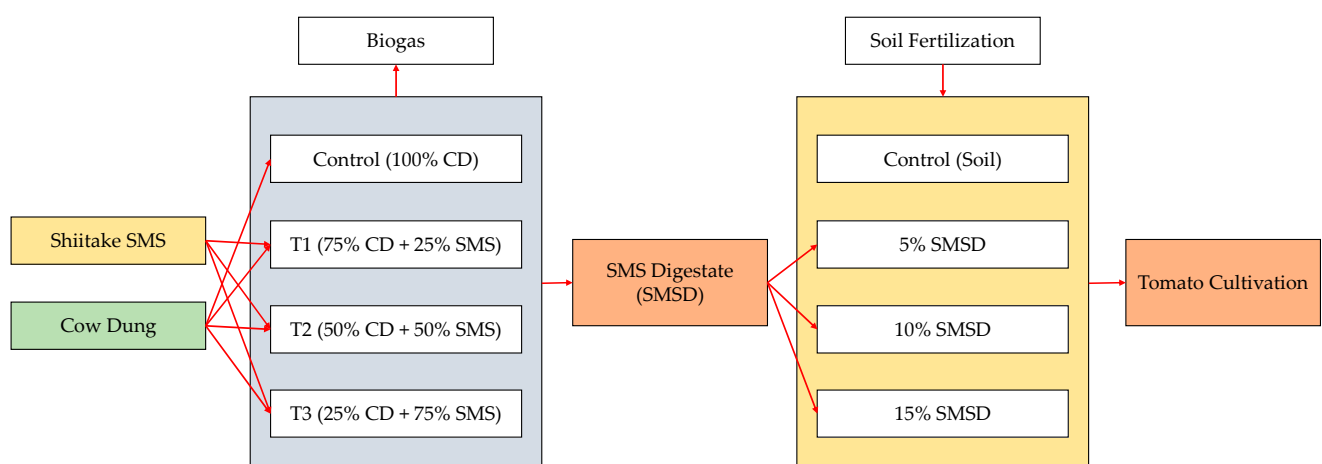 Biogas
Soil Fertilization
Control (100% CD)
Control (Soil)
Shiitake SMS
T1 (75% CD + 25% SMS)
5% SMSD
SMS Digestate
(SMSD)
Tomato Cultivation
Cow Dung
T2 (50% CD + 50% SMS)
10% SMSD
T3 (25% CD + 75% SMS)
15% SMSD